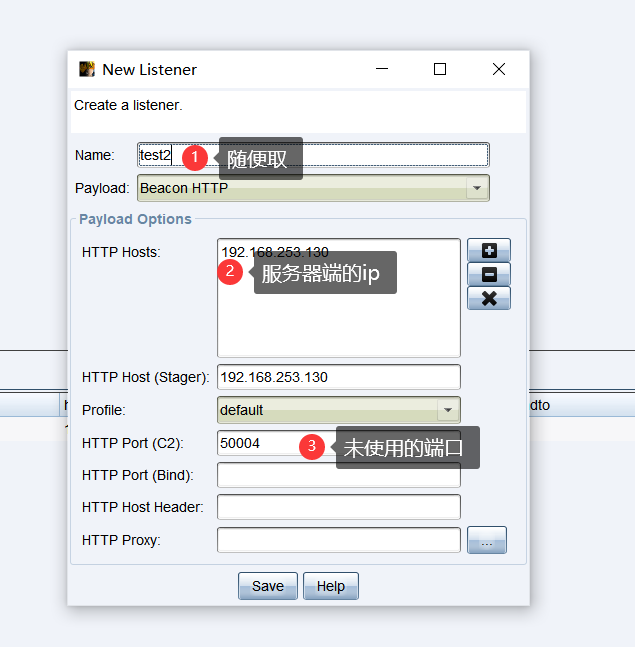 New Listener
Create a listener.
Name: test2 1 随便取
Payload: Beacon HTTP
Payload Options
HTTP Hosts: 192.168.253.130
2 服务器端的ip
HTTP Host (Stager): 192.168.253.130
Profile: default
dto
HTTP Port (C2): 50004 3 未使用的端口
HTTP Port (Bind):
HTTP Host Header:
HTTP Proxy: ...
Save Help